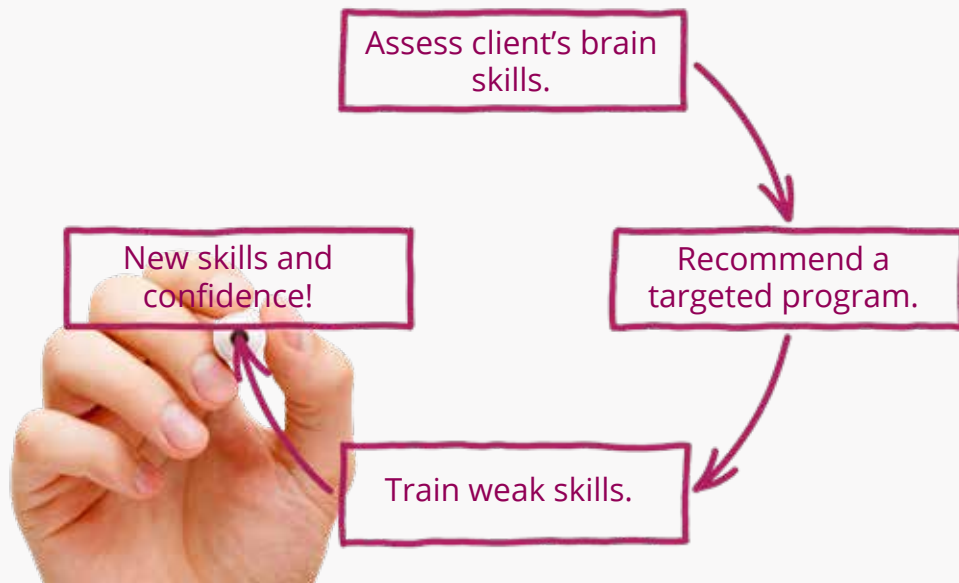 Assess client’s brain
skills.
Recommend a
targeted program.
Train weak skills.
New skills and
confidence!